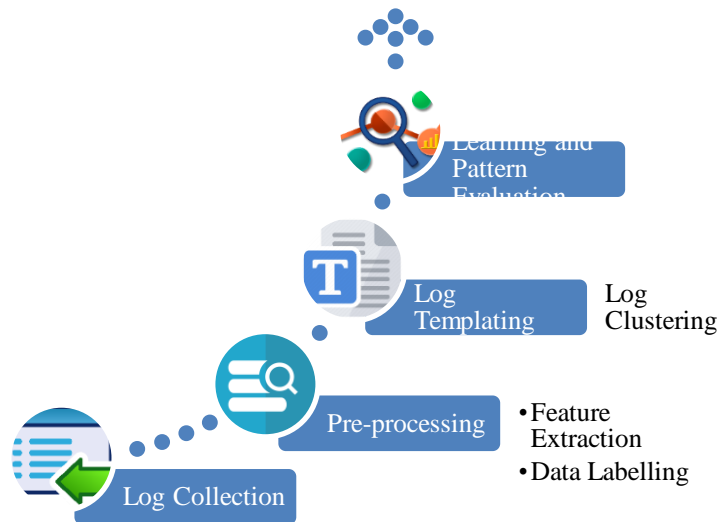 Learning and
Pattern
Evaluation
T
Log
Templating
Log
Clustering
Pre-processing
•Feature
Extraction
•Data Labelling
Log Collection